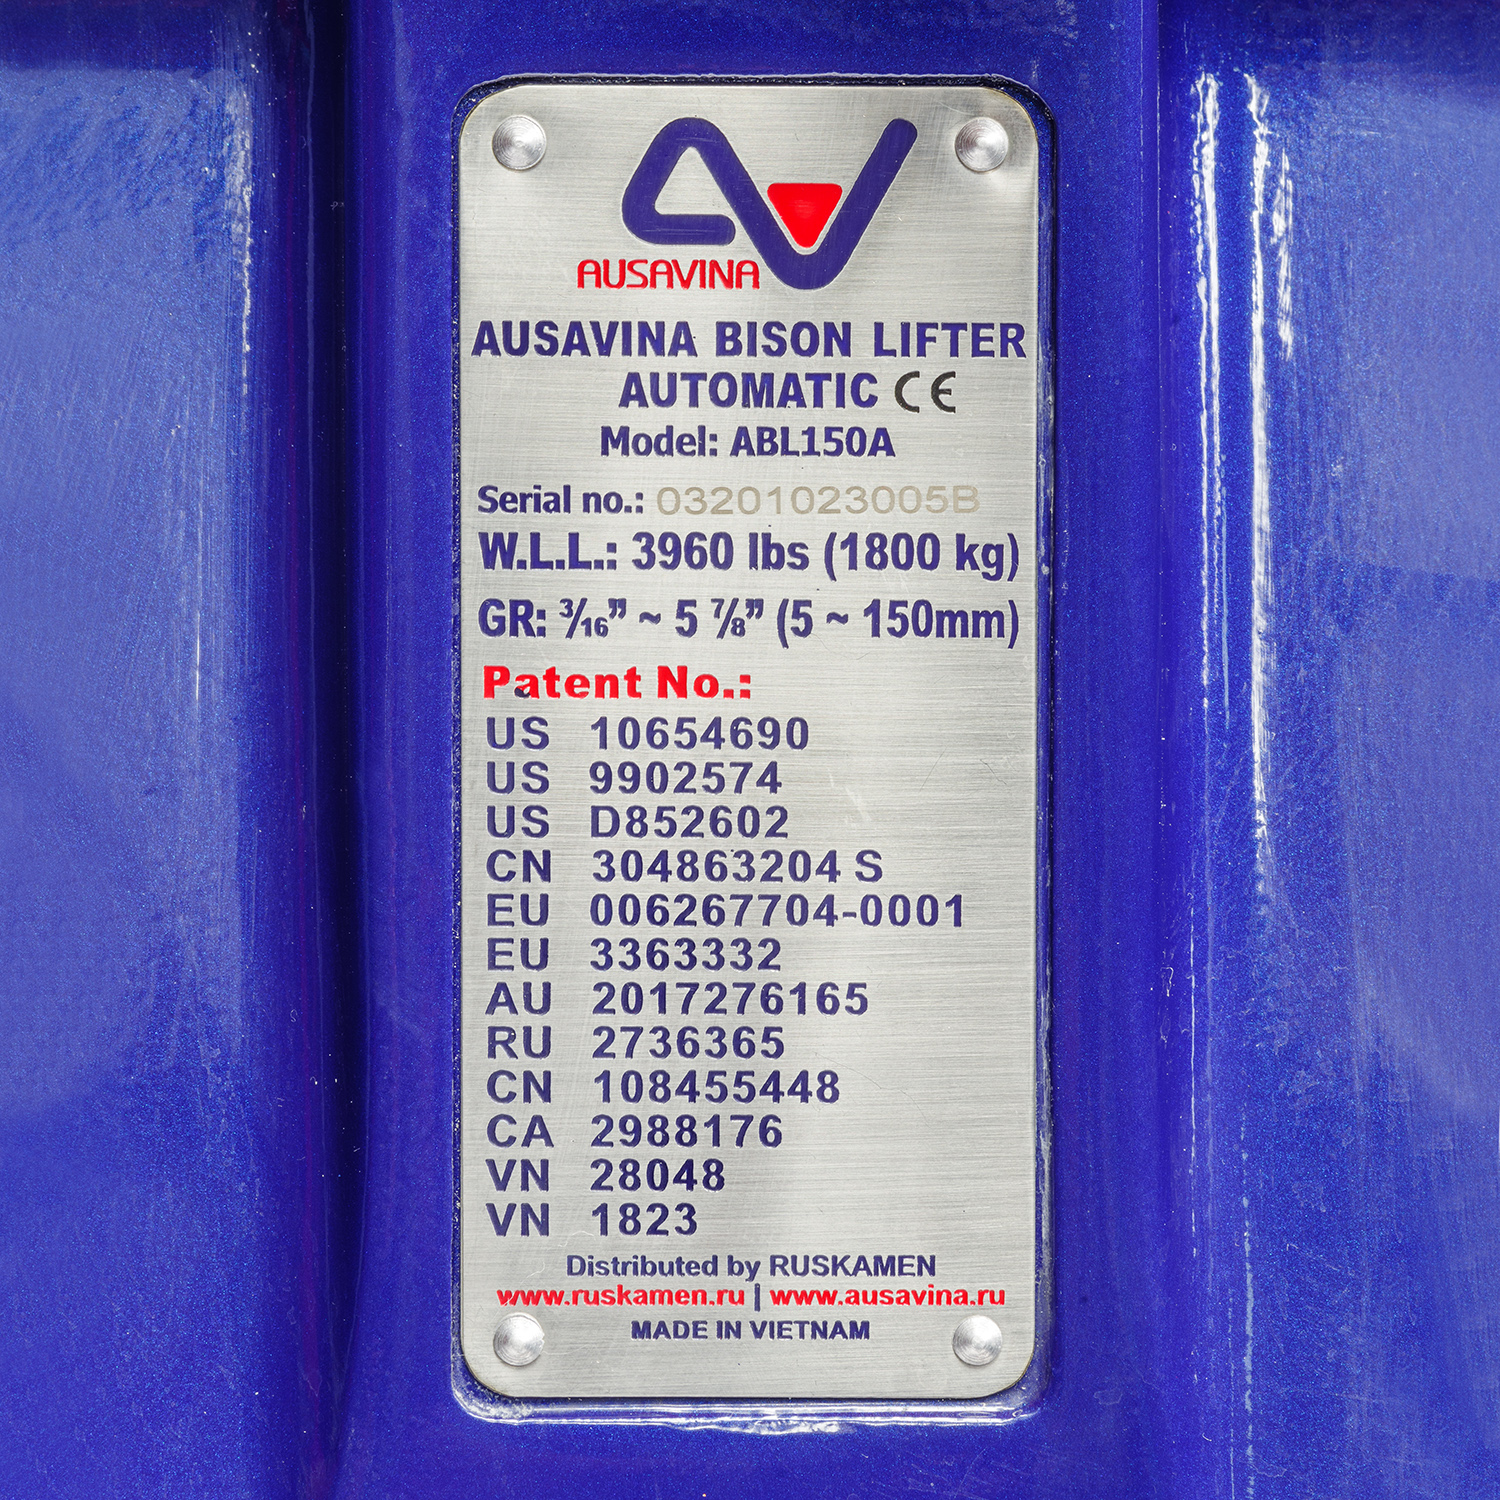 AUSAVINA
AUSAVINA BISON LIFTER
AUTOMATIC CE
Model: ABL150A
Serial no.: 03201023005B
W.L.L.: 3960 lbs (1800 kg)
GR: 3/16” ~ 5 7/8” (5 ~ 150mm)
Patent No.:
US 10654690
US 9902574
US D852602
CN 304863204 S
EU 006267704-0001
EU 3363332
AU 2017276165
RU 2736365
CN 108455448
CA 2988176
VN 28048
VN 1823
Distributed by RUSKAMEN
www.ruskamen.ru | www.ausavina.ru
MADE IN VIETNAM